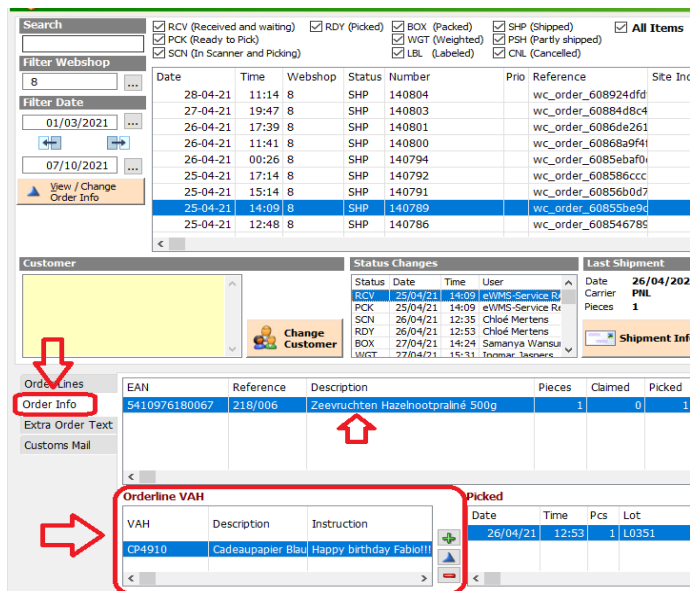 Search
RCV (Received and waiting) RDY (Picked) BOX (Packed) SHP (Shipped) All Items
PCK (Ready to Pick) WGT (Weighted) PSH (Partly shipped)
SCN (In Scanner and Picking) LBL (Labeled) CNL (Cancelled)
Filter Webshop
8 ...
Filter Date
01/03/2021 ...
07/10/2021 ...
View / Change Order Info
Date Time Webshop Status Number Prio Reference Site Ind
28-04-21 11:14 8 SHP 140804 wc_order_608924dfd
27-04-21 19:47 8 SHP 140803 wc_order_60884d8c4
26-04-21 17:39 8 SHP 140801 wc_order_6086de261
26-04-21 11:41 8 SHP 140800 wc_order_60868a9f4f
26-04-21 00:26 8 SHP 140794 wc_order_6085ebaf0
25-04-21 17:14 8 SHP 140792 wc_order_608586ccc
25-04-21 15:14 8 SHP 140791 wc_order_60856b0d7
25-04-21 14:09 8 SHP 140789 wc_order_60855be9c
25-04-21 12:48 8 SHP 140786 wc_order_608546789
Customer
Change Customer
Status Changes
Status Date Time User
RCV 25/04/21 14:09 eWMS-Service Re
PCK 25/04/21 14:09 eWMS-Service Re
SCN 26/04/21 12:35 Chloé Mertens
RDY 26/04/21 12:53 Chloé Mertens
BOX 27/04/21 14:24 Samanya Wansur
WGT 27/04/21 15:31 Ingmar Jaspers
Last Shipment
Date 26/04/202
Carrier PNL
Pieces 1
Shipment Inf
Order Lines
Order Info
Extra Order Text
Customs Mail
EAN Reference Description Pieces Claimed Picked
5410976180067 218/006 Zeevruchten Hazelnootpraliné 500g 1 0 1
Orderline VAH
VAH Description Instruction
CP4910 Cadeaupapier Blau Happy birthday Fabio!!!
Picked
Date Time Pcs Lot
26/04/21 12:53 1 L0351